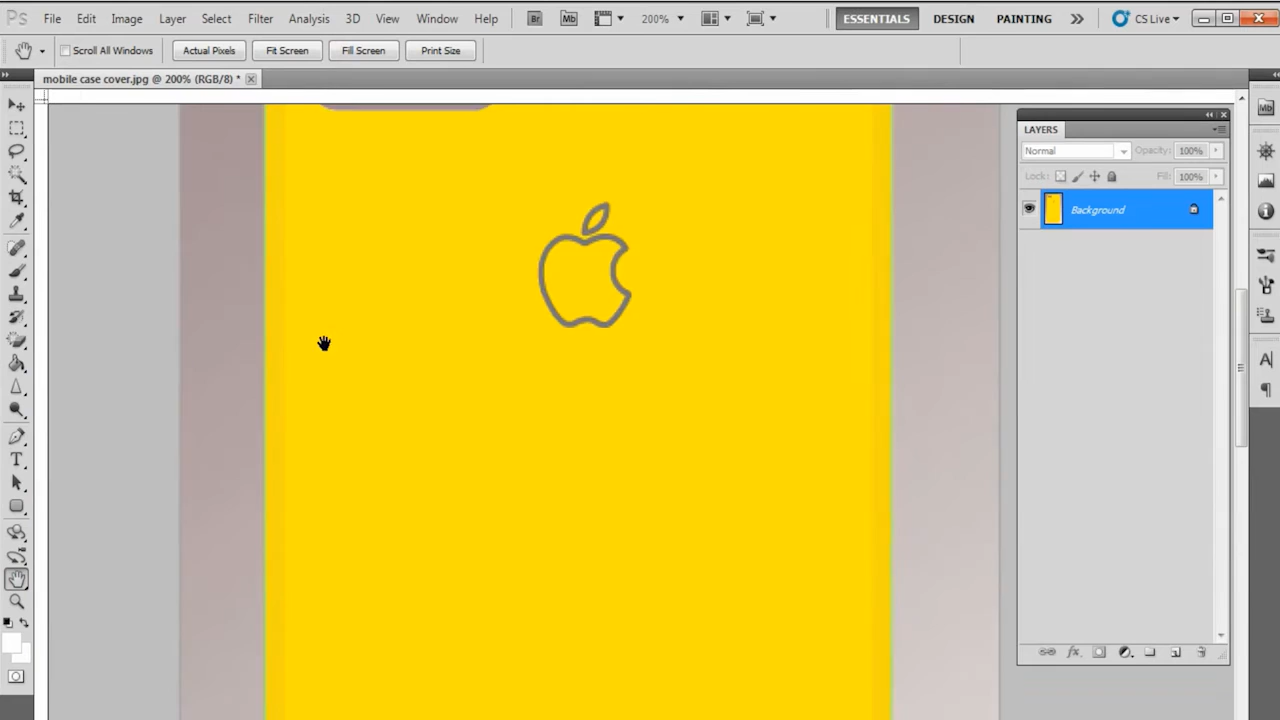 Ps File Edit Image Layer Select Filter Analysis 3D View Window Help Br Mb 200% ESSENTIALS DESIGN PAINTING CS Live
Scroll All Windows Actual Pixels Fit Screen Fill Screen Print Size
mobile case cover.jpg @ 200% (RGB/8) *
Mb
LAYERS
Normal Opacity: 100%
Lock: Fill: 100%
Background
A
T
fx